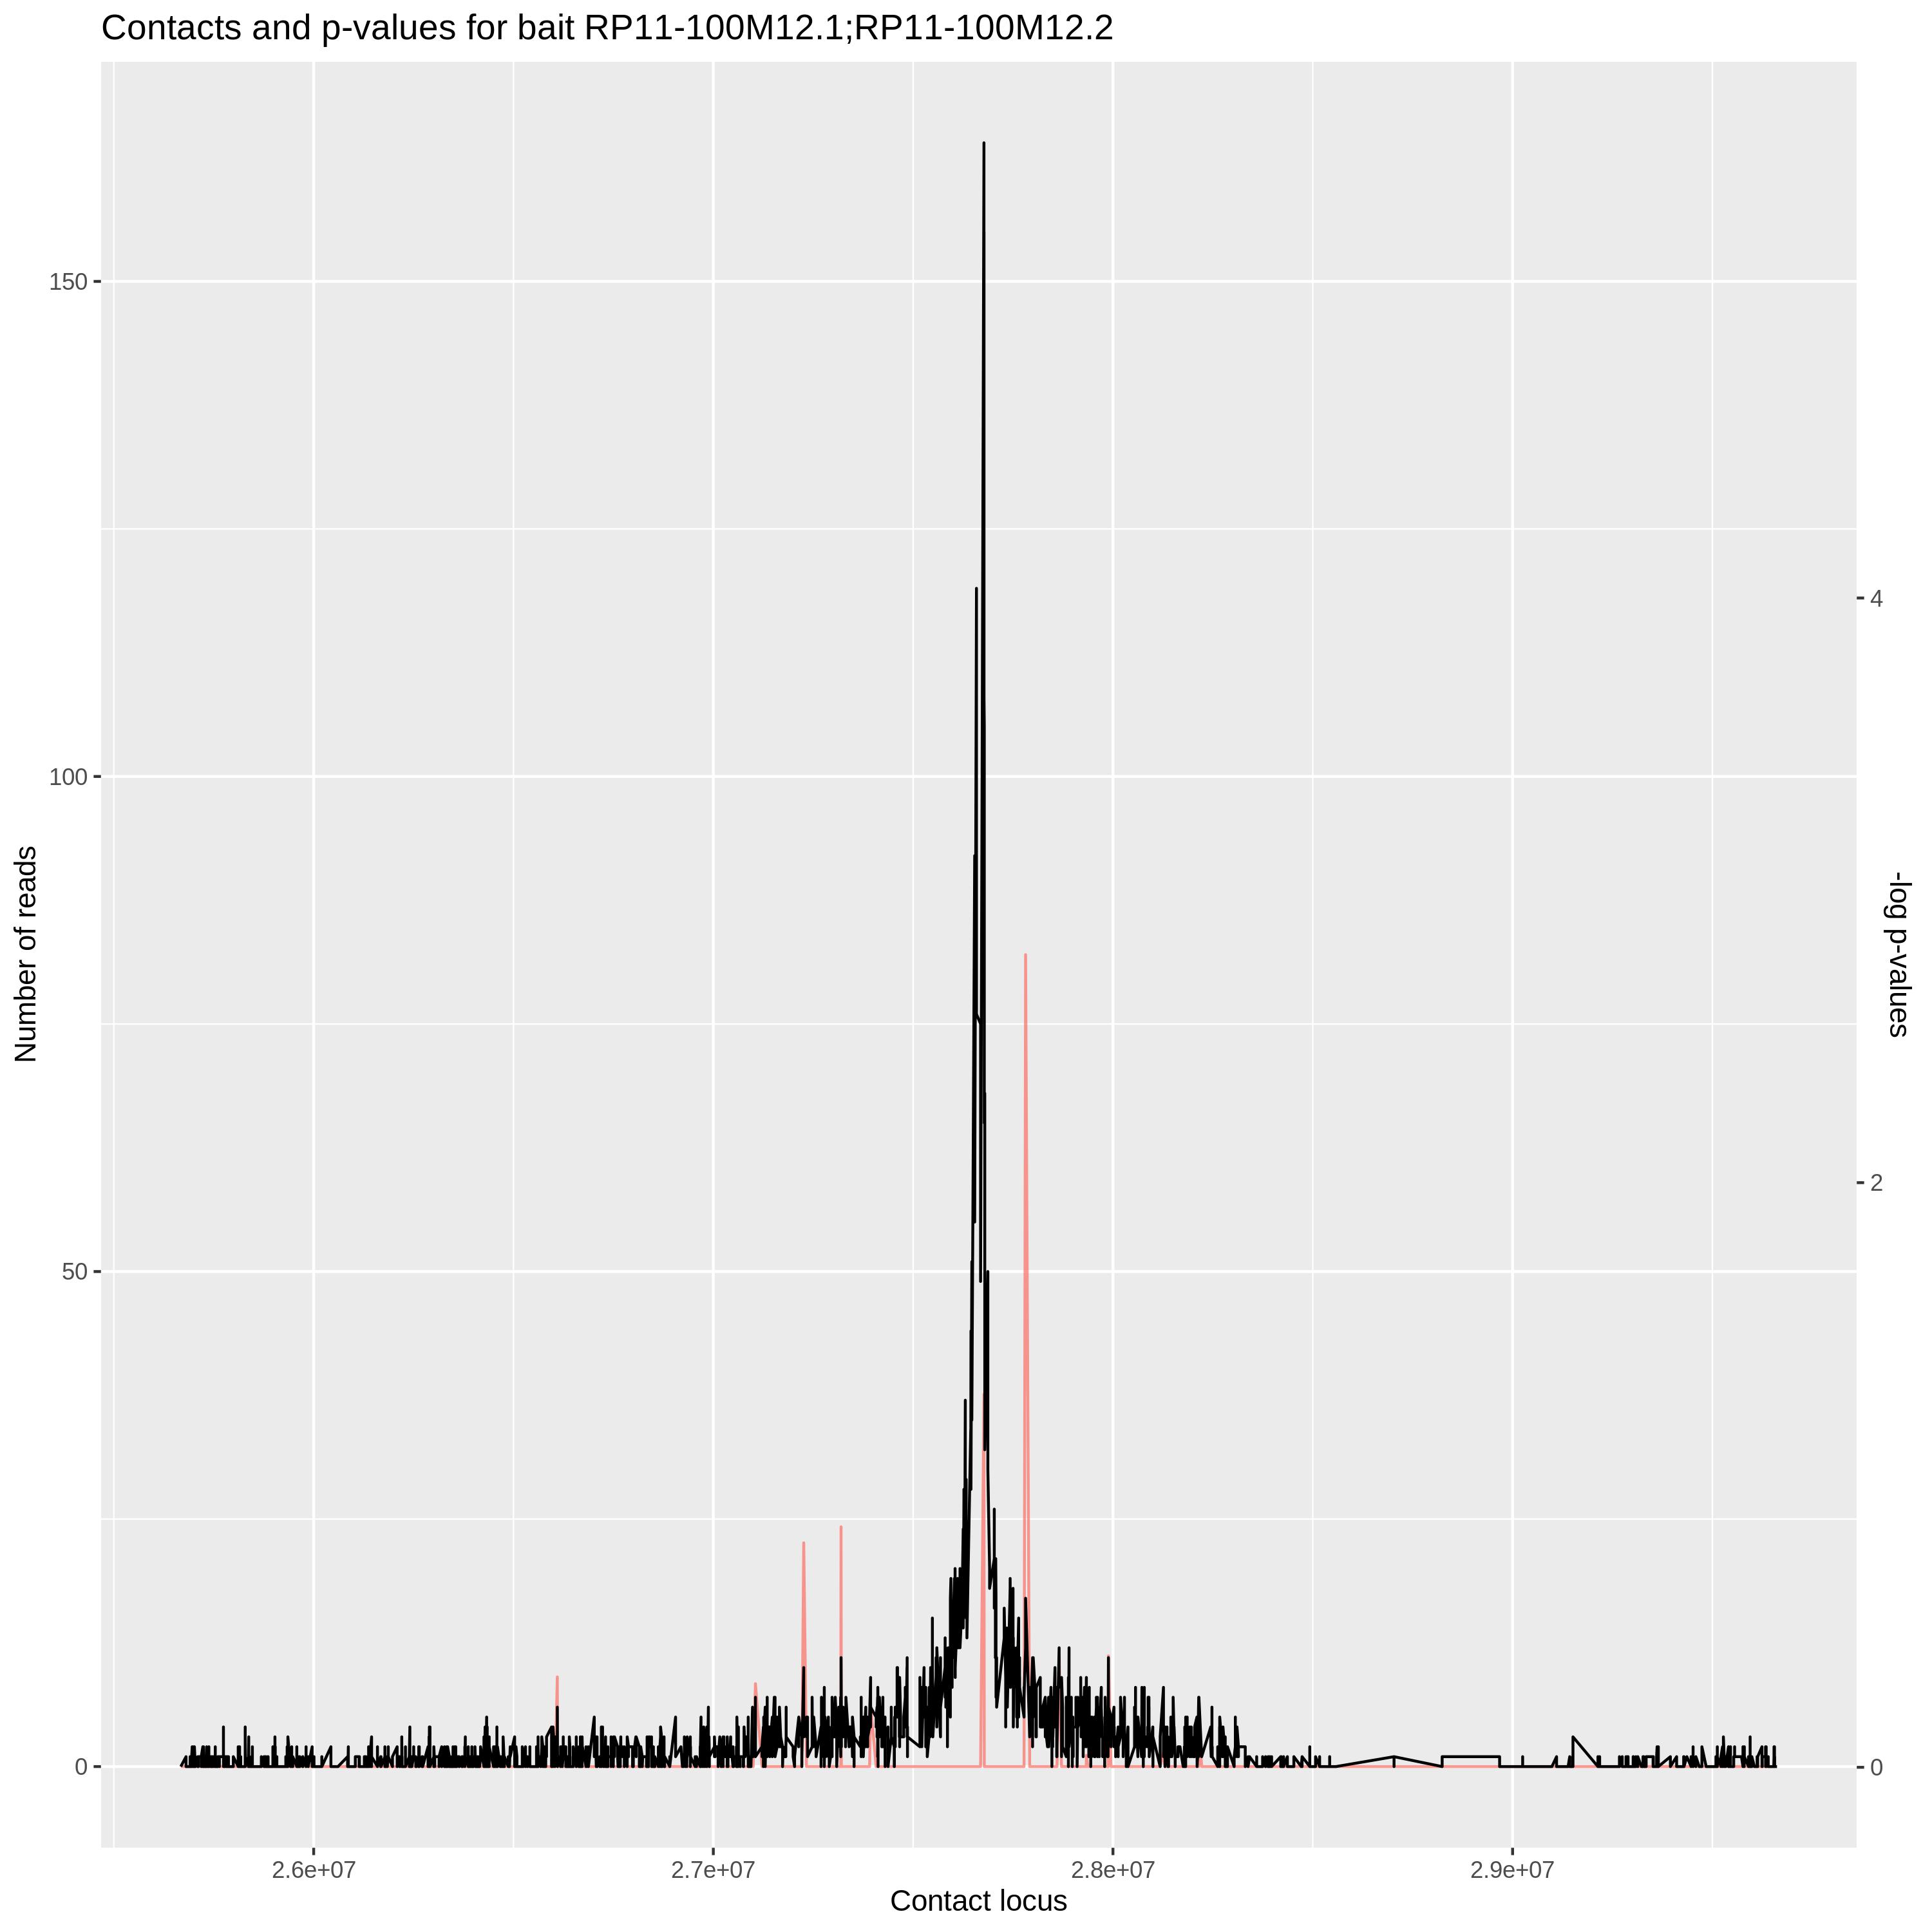 Contacts and p-values for bait RP11-100M12.1;RP11-100M12.2
150
100
50
0
Number of reads
4
2
0
-log p-values
2.6e+07 2.7e+07 2.8e+07 2.9e+07
Contact locus